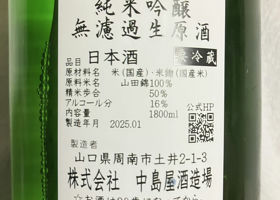 純米吟醸
無濾過生原酒
日本酒 要冷蔵
原材料名 米(国産)・米麹(国産米)
原料米 山田錦100%
精米歩合 50%
アルコール分 16% 公式HP
内容量 1800ml
製造年月 2025.01
製造者
山口県周南市土井2-1-3
株式会社 中島屋酒造場